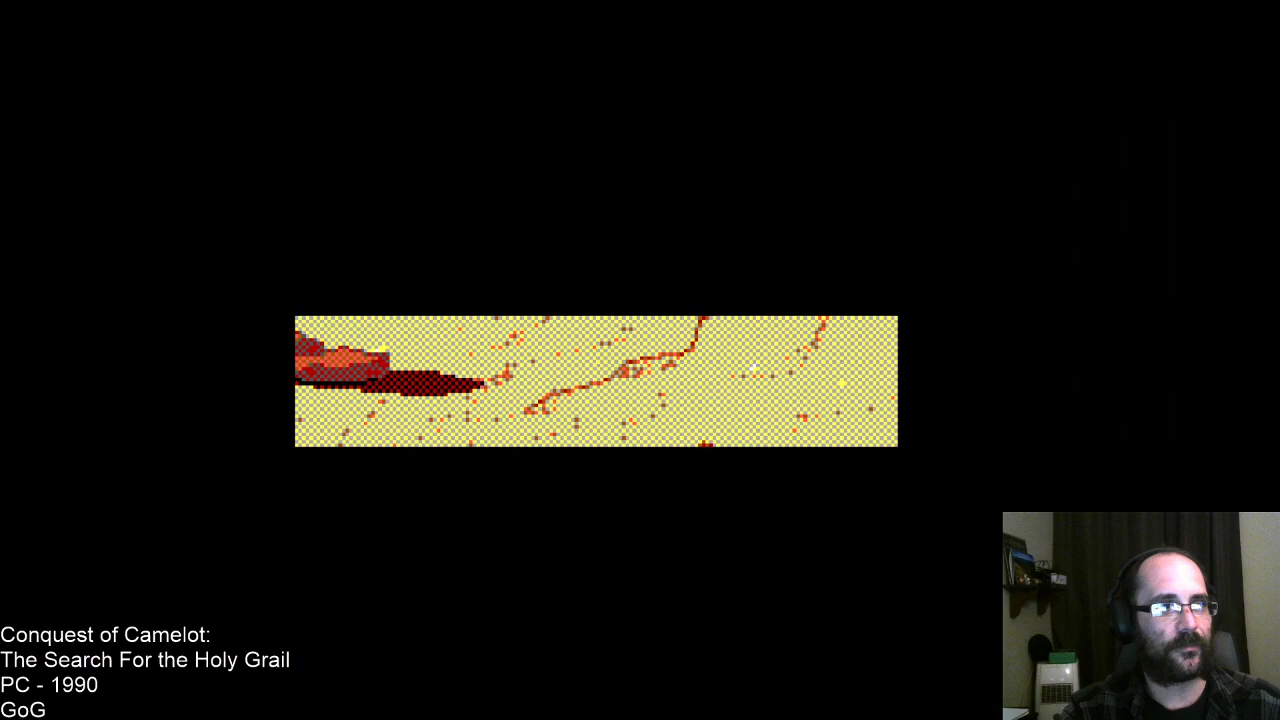 Conquest of Camelot:
The Search For the Holy Grail
PC - 1990
GoG